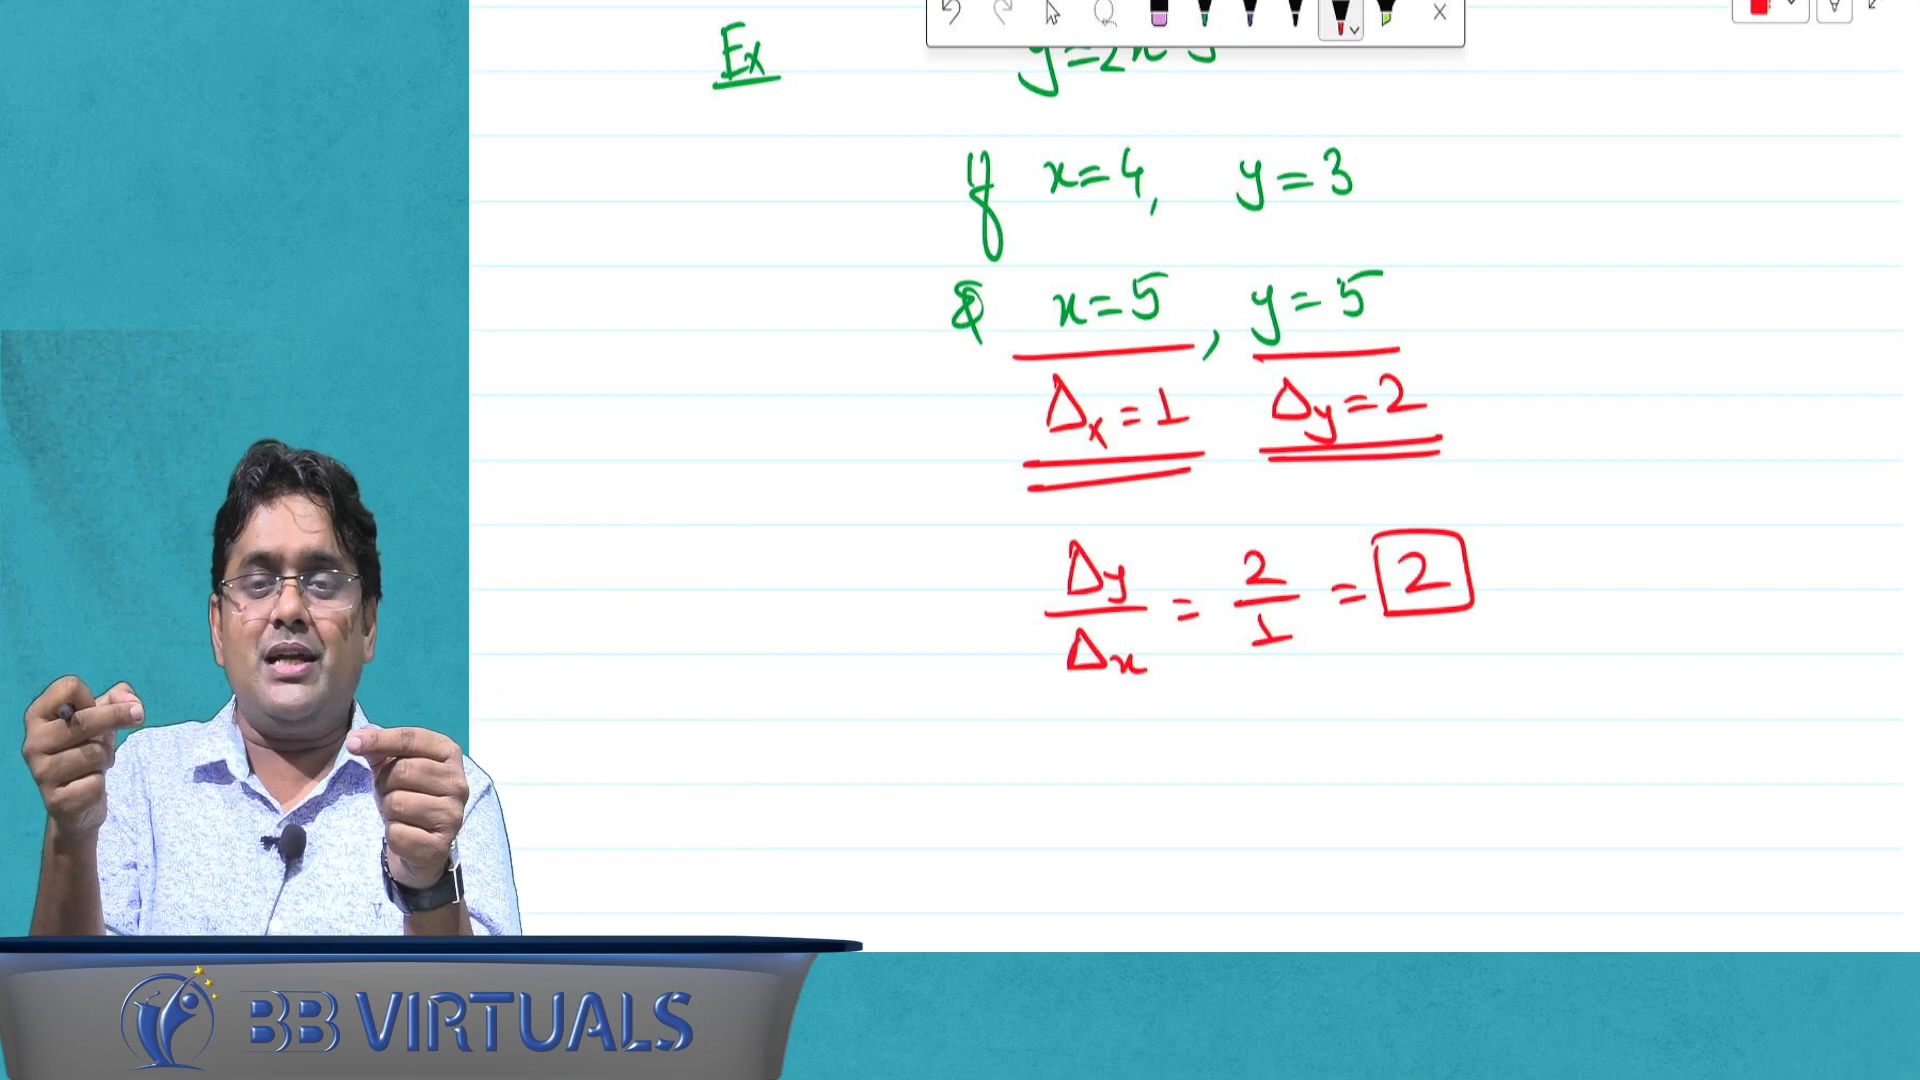 Ex
If x=4, y=3
& x=5, y=5
Δx=1 Δy=2
Δy/Δx = 2/1 = 2
BB VIRTUALS